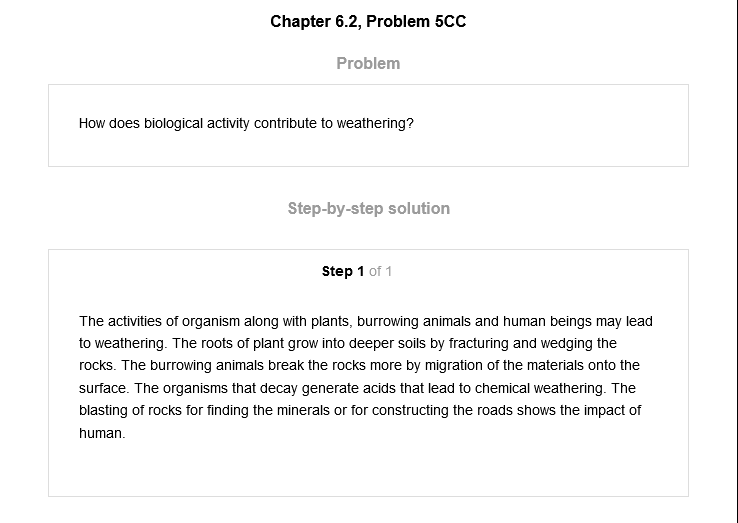 Chapter 6.2, Problem 5CC
Problem
How does biological activity contribute to weathering?
Step-by-step solution
Step 1 of 1
The activities of organism along with plants, burrowing animals and human beings may lead
to weathering. The roots of plant grow into deeper soils by fracturing and wedging the
rocks. The burrowing animals break the rocks more by migration of the materials onto the
surface. The organisms that decay generate acids that lead to chemical weathering. The
blasting of rocks for finding the minerals or for constructing the roads shows the impact of
human.